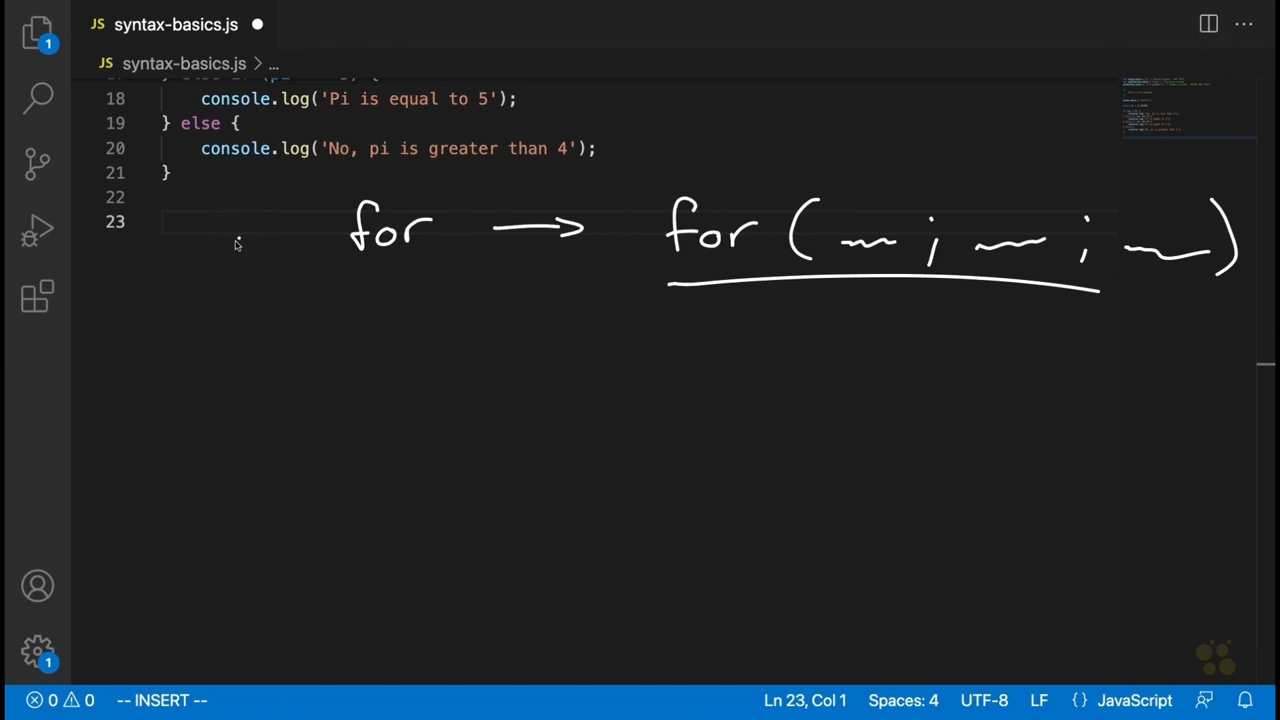 JS syntax-basics.js
JS syntax-basics.js > ...
18 console.log('Pi is equal to 5');
19 } else {
20 console.log('No, pi is greater than 4');
21 }
22
23
for → for ( ; ; )
1
1
0 0 -- INSERT -- Ln 23, Col 1 Spaces: 4 UTF-8 LF {} JavaScript